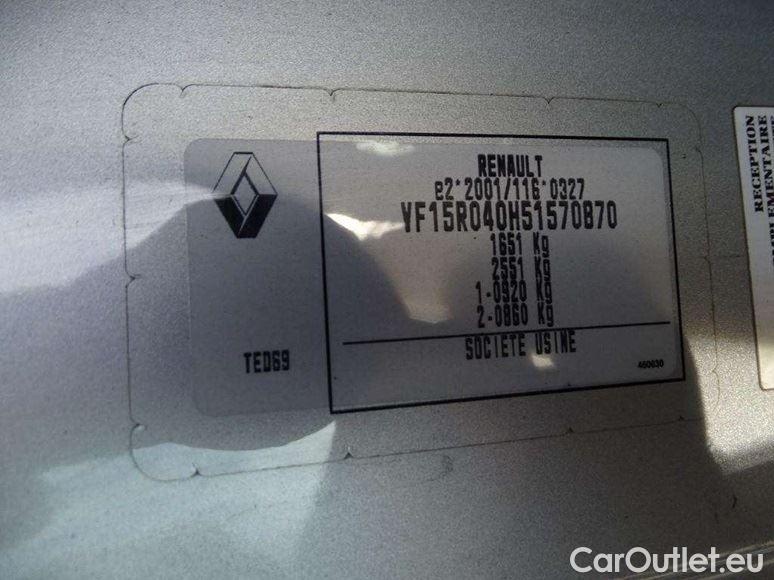 RENAULT
e2*2001/116*0327
VF15R040H51570870
1651 Kg
2551 Kg
1-0920 Kg
2-0860 Kg
TED69
SOCIETE USINE
460630
RECEPTION
CarOutlet.eu